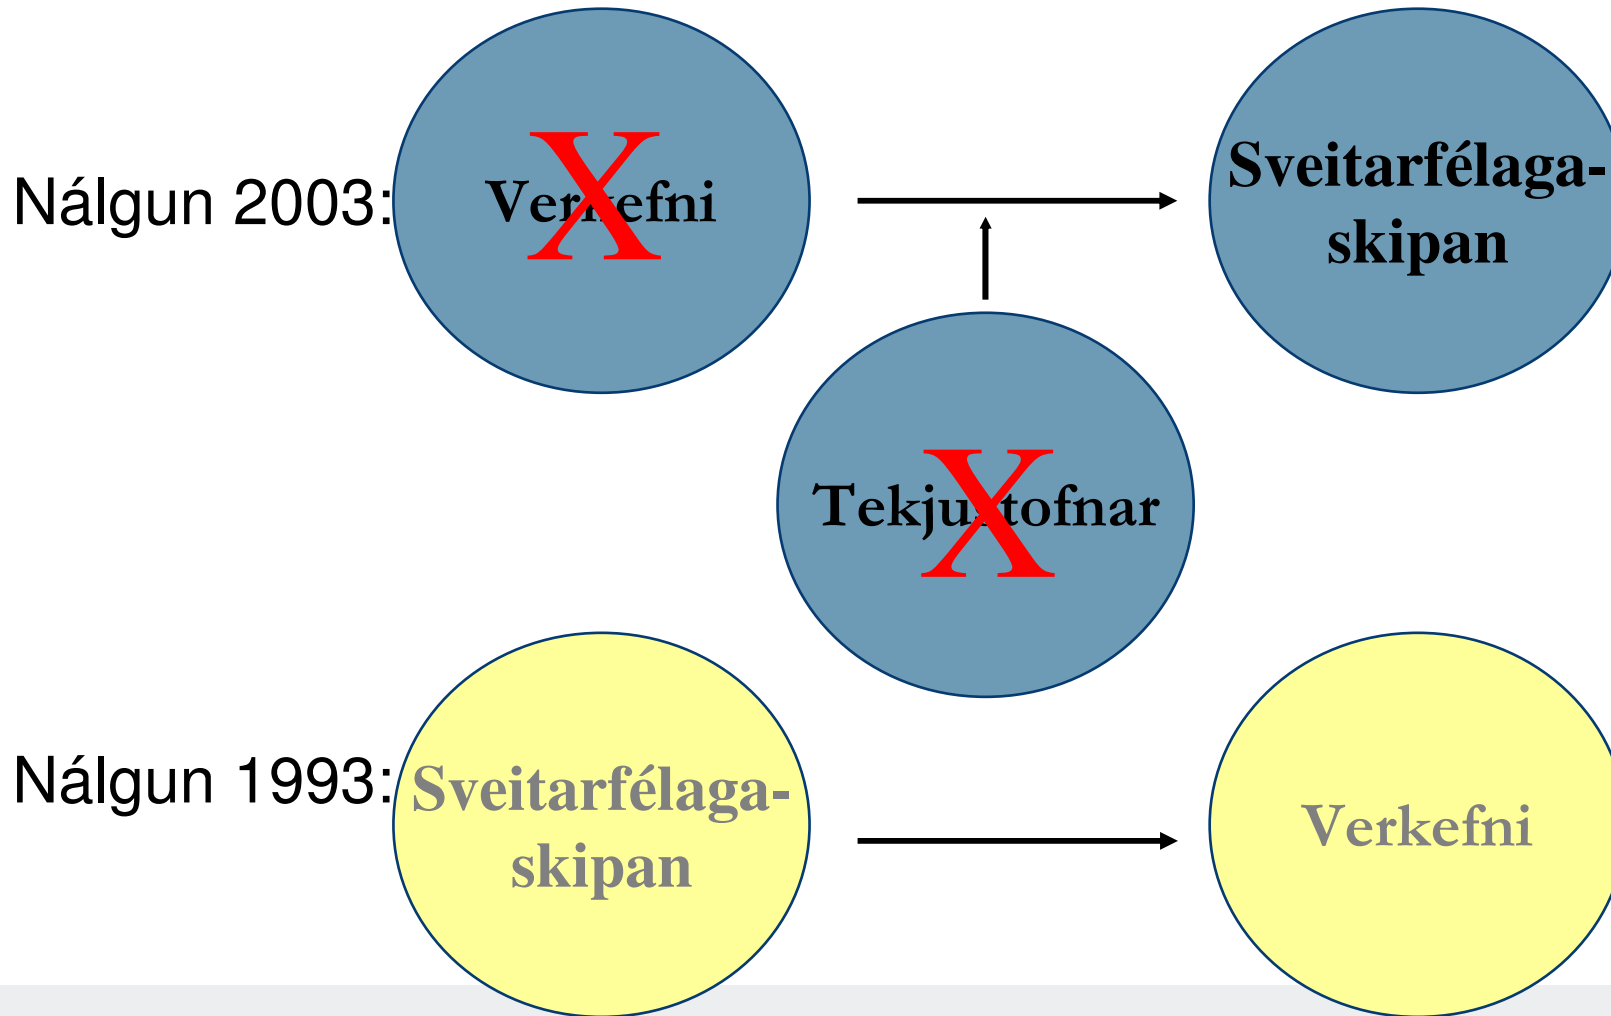 Nálgun 2003:
Verkefni
X
Sveitarfélaga-
skipan
Tekjustofnar
X
Nálgun 1993:
Sveitarfélaga-
skipan
Verkefni